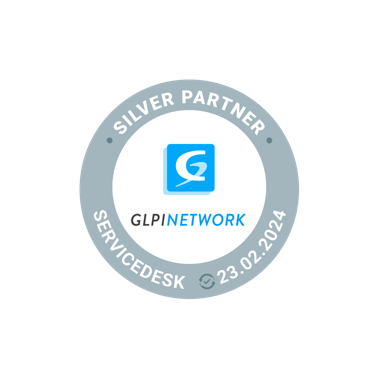 SILVER PARTNER
GLPINETWORK
SERVICEDESK 23.02.2024